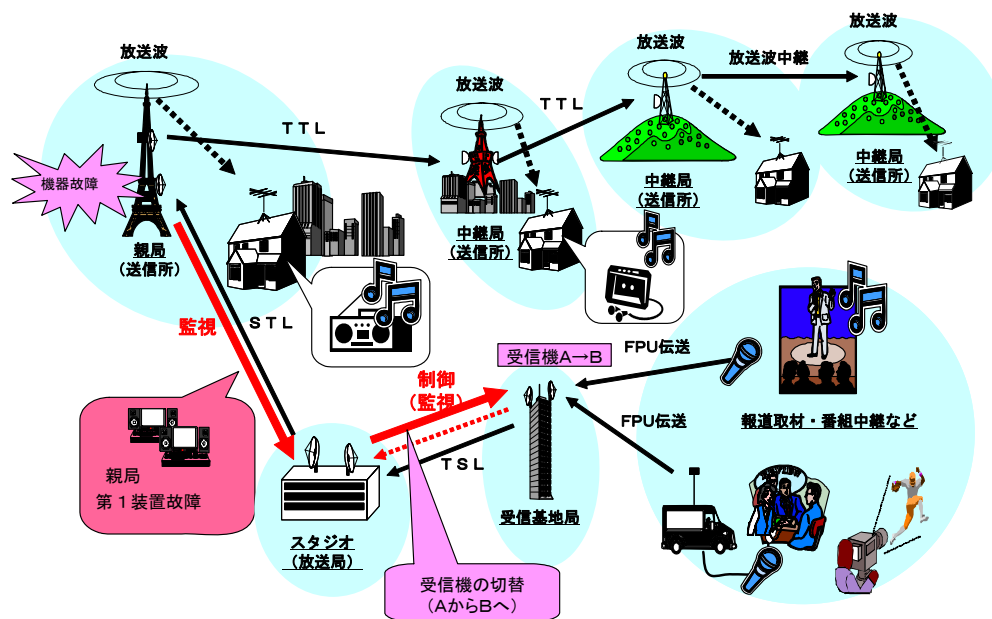 放送波
放送波
放送波
放送波
放送波中継
TTL
TTL
機器故障
親局
(送信所)
中継局
(送信所)
中継局
(送信所)
中継局
(送信所)
監視
STL
受信機A→B
FPU伝送
制御
(監視)
FPU伝送
報道取材・番組中継など
TSL
親局
第1装置故障
受信基地局
スタジオ
(放送局)
受信機の切替
(AからBへ)